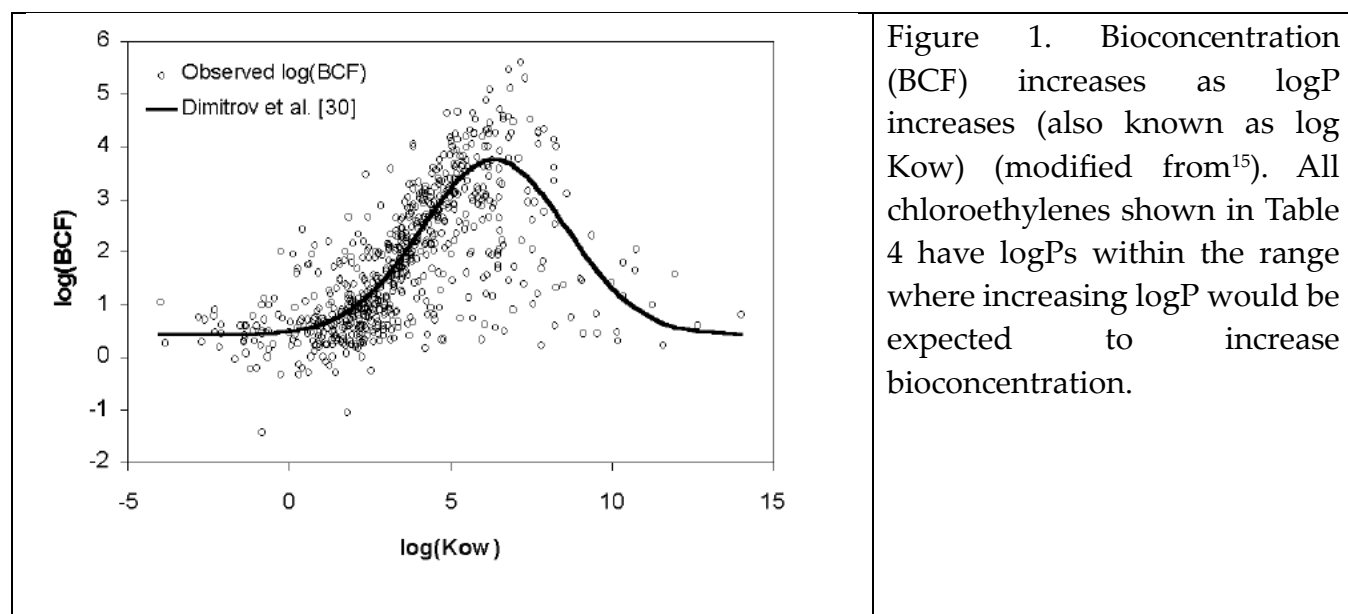 6
5
4
3
2
1
0
-1
-2
Observed log(BCF)
Dimitrov et al. [30]
log(BCF)
-5
0
5
10
15
log(Kow)
Figure 1. Bioconcentration
(BCF) increases as logP
increases (also known as log
Kow) (modified from¹⁵). All
chloroethylenes shown in Table
4 have logPs within the range
where increasing logP would be
expected to increase
bioconcentration.